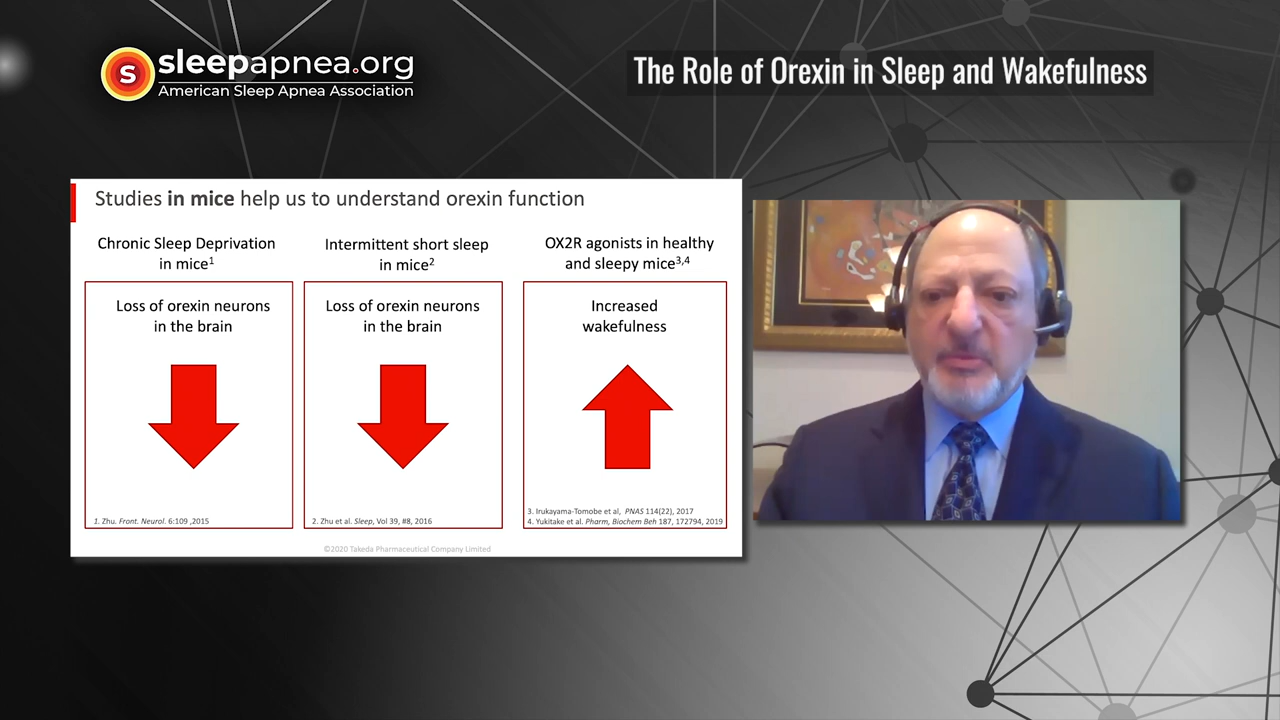 S
sleepapnea.org
American Sleep Apnea Association
The Role of Orexin in Sleep and Wakefulness
Studies in mice help us to understand orexin function
Chronic Sleep Deprivation
in mice1
Loss of orexin neurons
in the brain
1. Zhu. Front. Neurol. 6:109 ,2015
Intermittent short sleep
in mice2
Loss of orexin neurons
in the brain
2. Zhu et al. Sleep, Vol 39, #8, 2016
OX2R agonists in healthy
and sleepy mice3,4
Increased
wakefulness
3. Irukayama-Tomobe et al, PNAS 114(22), 2017
4. Yukitake et al. Pharm, Biochem Beh 187, 172794, 2019
©2020 Takeda Pharmaceutical Company Limited